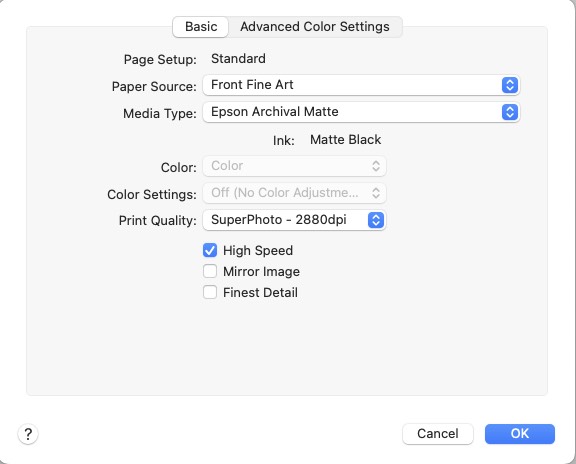 Basic Advanced Color Settings
Page Setup: Standard
Paper Source: Front Fine Art
Media Type: Epson Archival Matte
Ink: Matte Black
Color: Color
Color Settings: Off (No Color Adjustme...
Print Quality: SuperPhoto - 2880dpi
High Speed
Mirror Image
Finest Detail
? Cancel OK